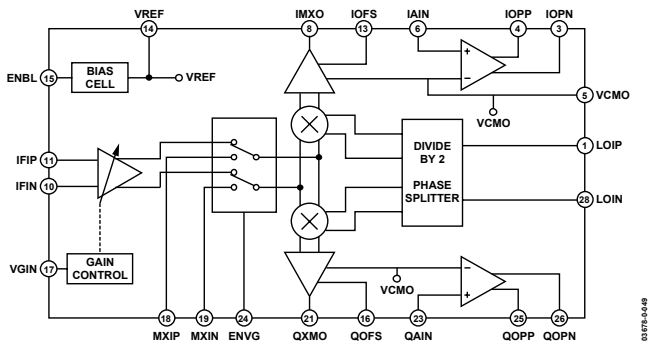 VREF IMXO IOFS IAIN IOPP IOPN
14 8 13 6 4 3
ENBL 15 BIAS CELL VREF
+
−
5 VCMO
VCMO
IFIP 11
IFIN 10
DIVIDE BY 2
PHASE SPLITTER
1 LOIP
28 LOIN
VGIN 17 GAIN CONTROL
VCMO
−
+
18 19 24 21 16 23 25 26
MXIP MXIN ENVG QXMO QOFS QAIN QOPP QOPN
03678-0-049